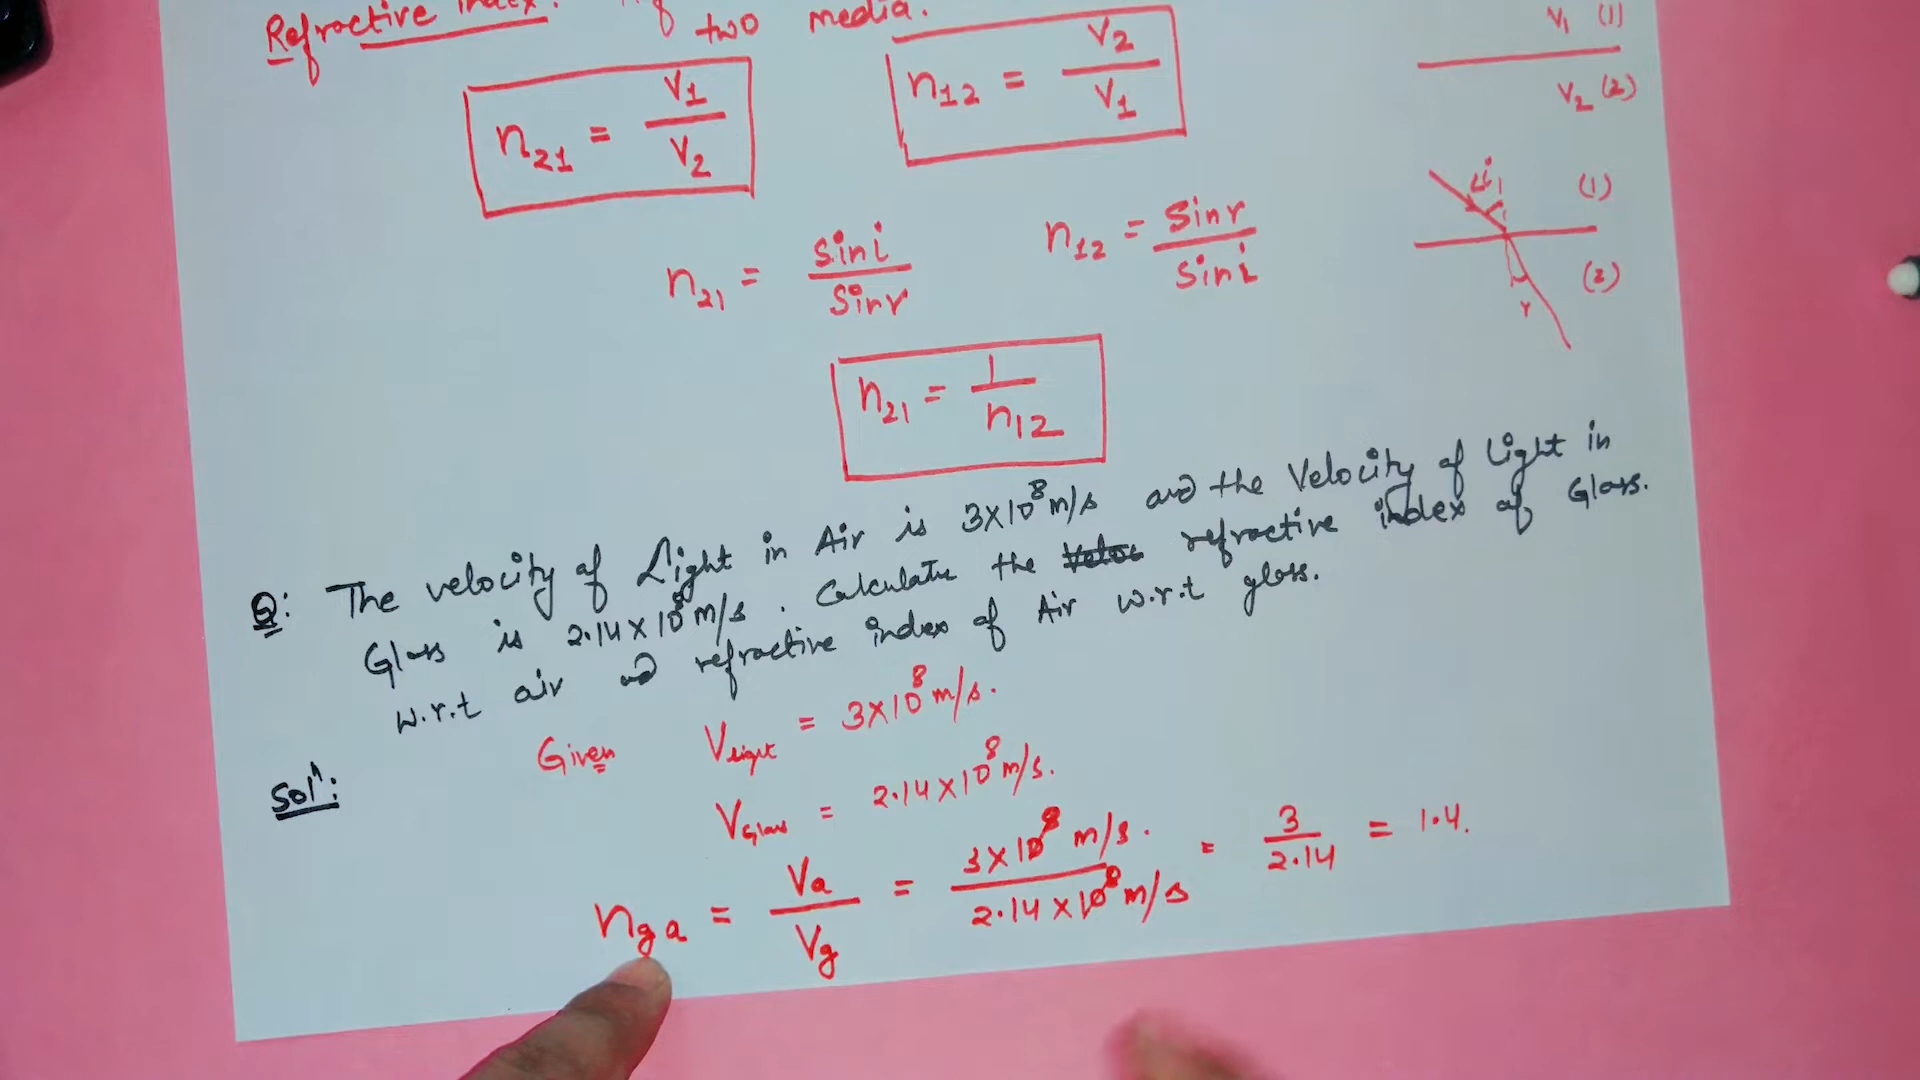 Refractive index: of two media.
n21 = V1/V2
n12 = V2/V1
V1 (1)
V2 (2)
n21 = sin i/sin r
n12 = sin r/sin i
∠i (1)
(2)
r
n21 = 1/n12
Q: The velocity of Light in Air is 3×10⁸ m/s and the Velocity of Light in
Glass is 2.14×10⁸ m/s. Calculate the refractive index of Glass.
w.r.t air and refractive index of Air w.r.t glass.
Solⁿ: Given Vlight = 3×10⁸ m/s.
VGlass = 2.14×10⁸ m/s.
nga = Va/Vg = 3×10⁸ m/s. / 2.14×10⁸ m/s = 3/2.14 = 1.4.